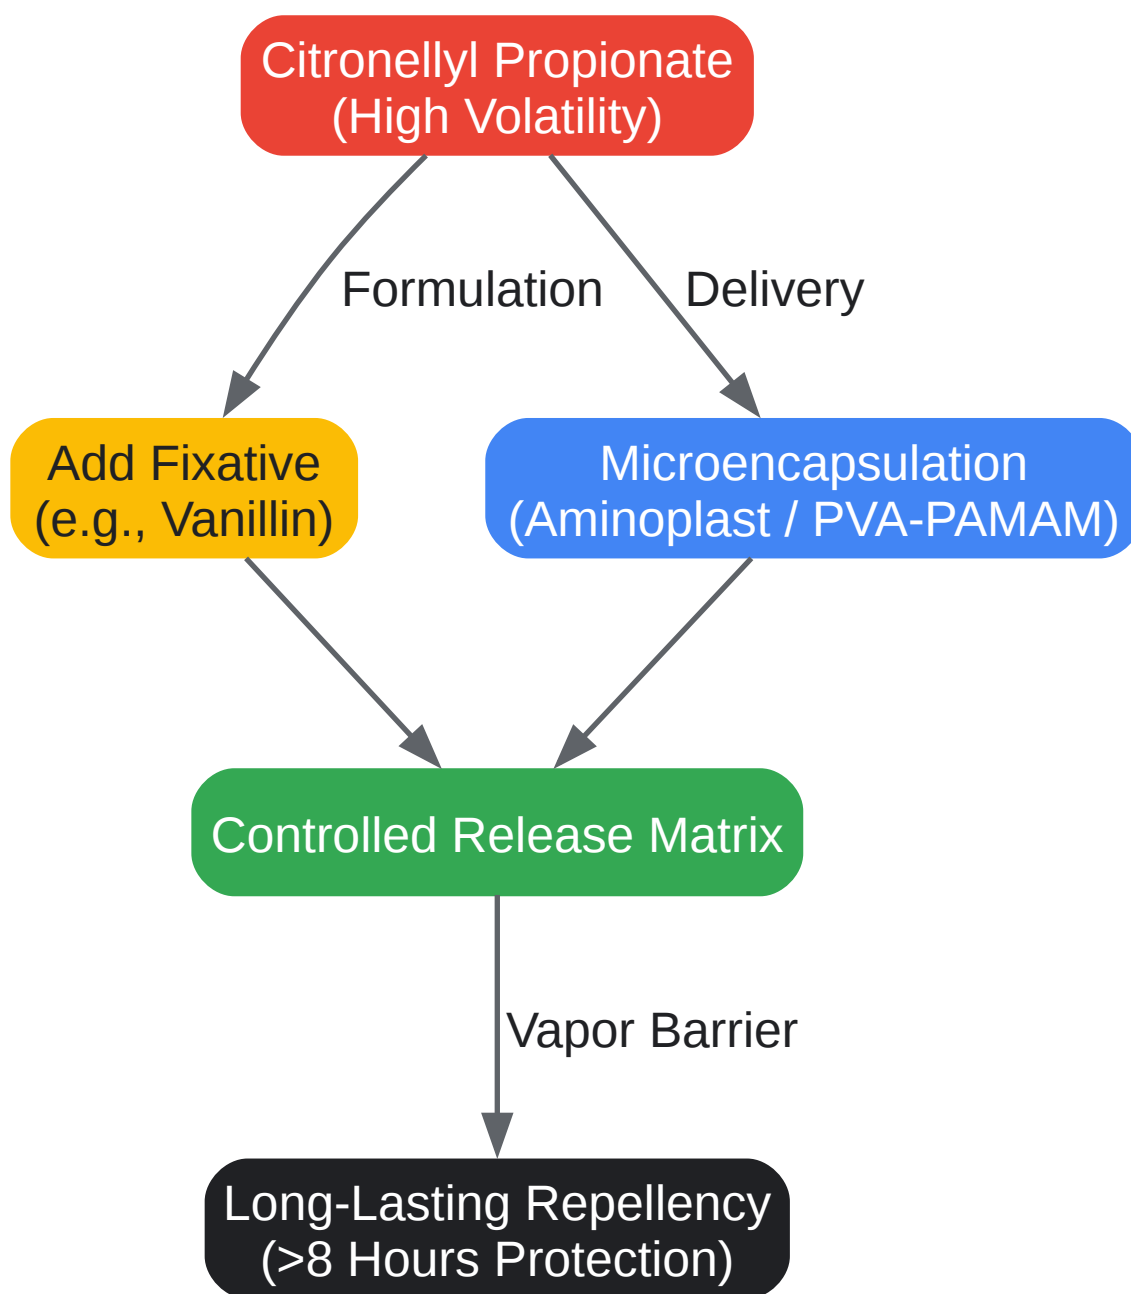 Citronellyl Propionate
(High Volatility)
Formulation
Delivery
Add Fixative
(e.g., Vanillin)
Microencapsulation
(Aminoplast / PVA-PAMAM)
Controlled Release Matrix
Vapor Barrier
Long-Lasting Repellency
(>8 Hours Protection)